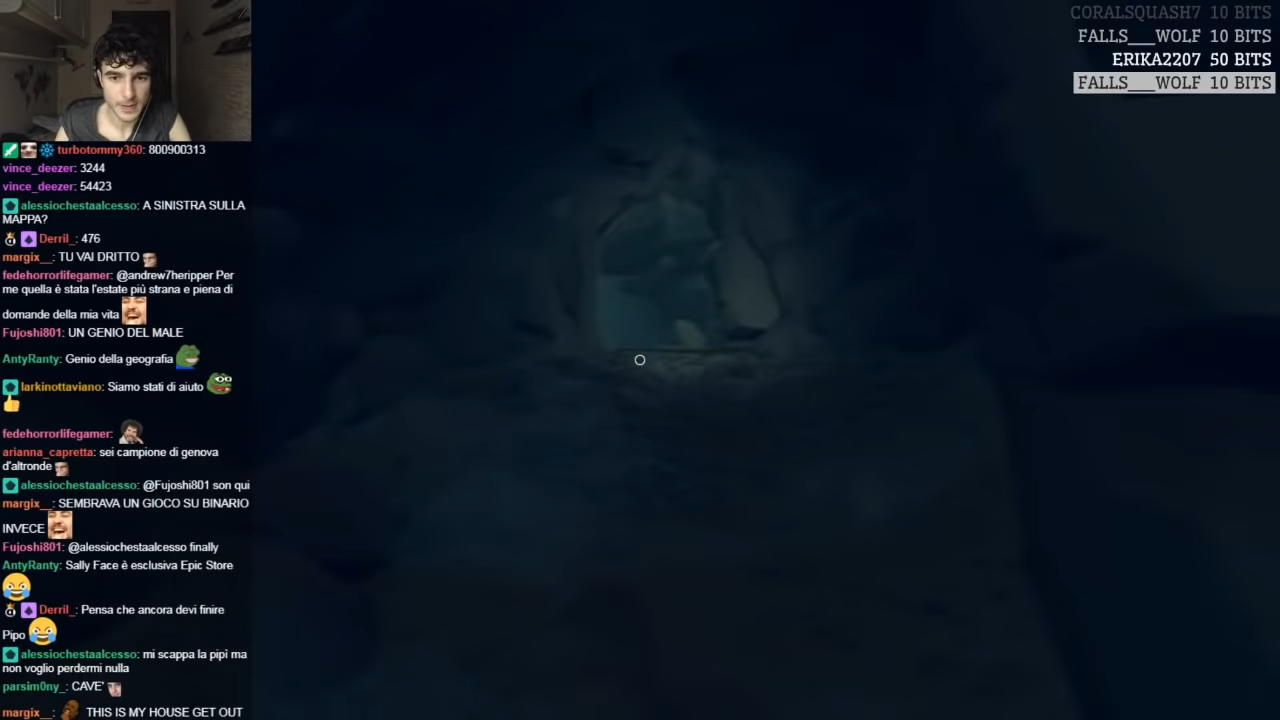 CORALSQUASH7 10 BITS
FALLS___WOLF 10 BITS
ERIKA2207 50 BITS
FALLS___WOLF 10 BITS
turbotommy360: 800900313
vince_deezer: 3244
vince_deezer: 54423
alessiochestaalcesso: A SINISTRA SULLA
MAPPA?
Derril_: 476
margix__: TU VAI DRITTO
fedehorrorlifegamer: @andrew7heripper Per
me quella è stata l'estate più strana e piena di
domande della mia vita
Fujoshi801: UN GENIO DEL MALE
AntyRanty: Genio della geografia
larkinottaviano: Siamo stati di aiuto
fedehorrorlifegamer:
arianna_capretta: sei campione di genova
d'altronde
alessiochestaalcesso: @Fujoshi801 son qui
margix__: SEMBRAVA UN GIOCO SU BINARIO
INVECE
Fujoshi801: @alessiochestaalcesso finally
AntyRanty: Sally Face è esclusiva Epic Store
Derril_: Pensa che ancora devi finire
Pipo
alessiochestaalcesso: mi scappa la pipì ma
non voglio perdermi nulla
parsim0ny_: CAVE'
margix__: THIS IS MY HOUSE GET OUT